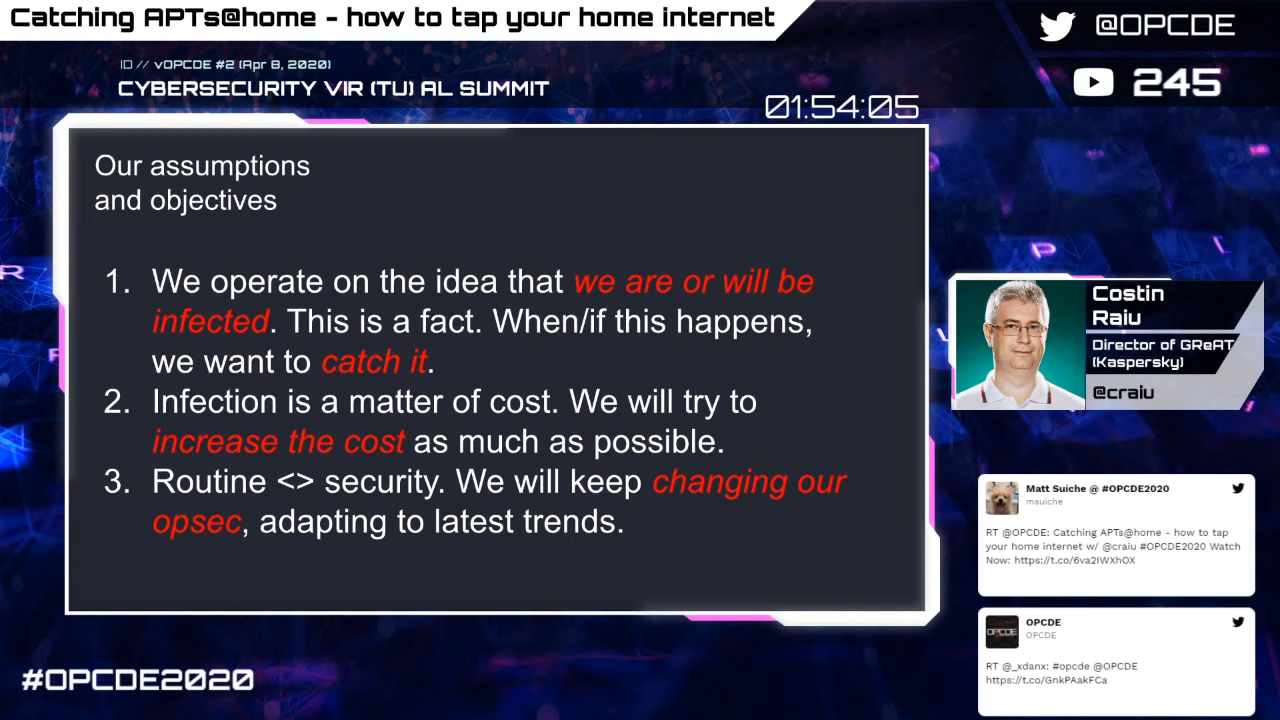 Catching APTs@home - how to tap your home internet
@OPCDE
ID // vOPCDE #2 (Apr 8, 2020)
CYBERSECURITY VIR (TU) AL SUMMIT
245
01:54:05
Our assumptions
and objectives
1. We operate on the idea that we are or will be
infected. This is a fact. When/if this happens,
we want to catch it.
2. Infection is a matter of cost. We will try to
increase the cost as much as possible.
3. Routine <> security. We will keep changing our
opsec, adapting to latest trends.
Costin
Raiu
Director of GReAT
(Kaspersky)
@craiu
Matt Suiche @ #OPCDE2020
msuiche
RT @OPCDE: Catching APTs@home - how to tap
your home internet w/ @craiu #OPCDE2020 Watch
Now: https://t.co/6va2IWXhOX
OPCDE
OPCDE
OPCDE
RT @_xdanx: #opcde @OPCDE
https://t.co/GnkPAakFCa
#OPCDE2020